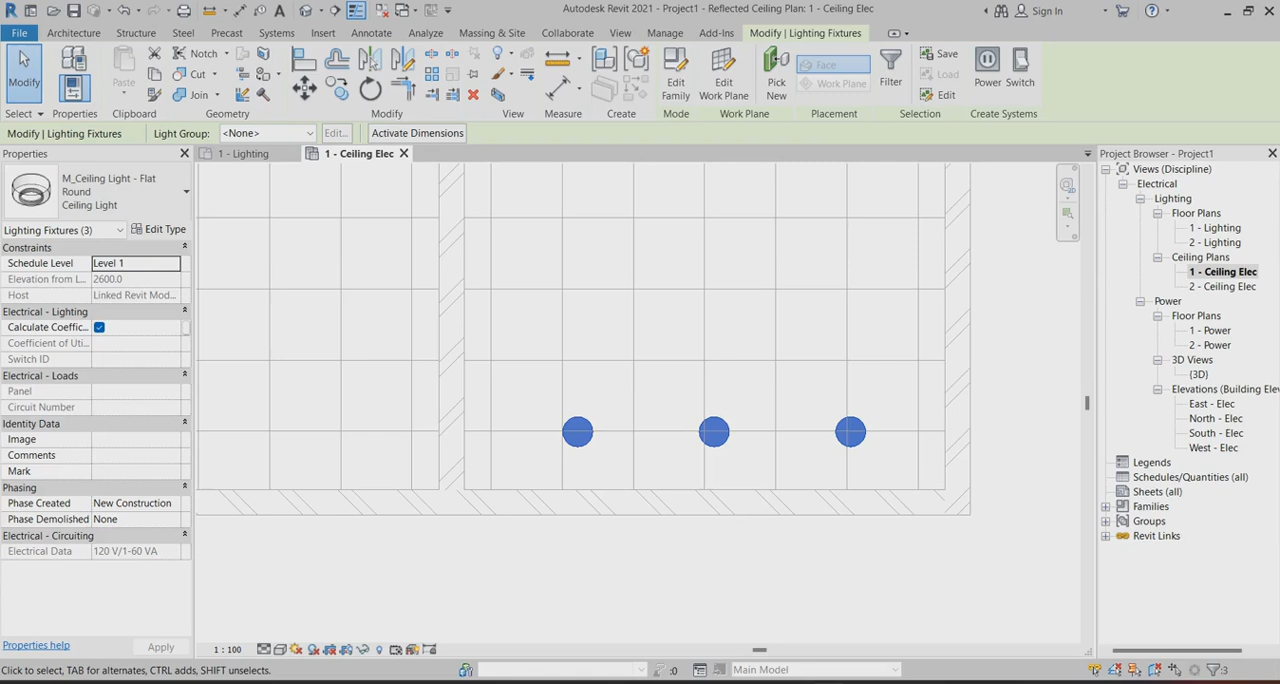 Autodesk Revit 2021 - Project1 - Reflected Ceiling Plan: 1 - Ceiling Elec
Sign In
File
Architecture
Structure
Steel
Precast
Systems
Insert
Annotate
Analyze
Massing & Site
Collaborate
View
Manage
Add-Ins
Modify | Lighting Fixtures
Modify
Paste
Notch
Cut
Join
Edit
Family
Edit
Work Plane
Pick
New
Face
Work Plane
Filter
Save
Load
Edit
Power
Switch
Select
Properties
Clipboard
Geometry
Modify
View
Measure
Create
Mode
Work Plane
Placement
Selection
Create Systems
Modify | Lighting Fixtures
Light Group:
<None>
Edit...
Activate Dimensions
Properties
1 - Lighting
1 - Ceiling Elec
Project Browser - Project1
M_Ceiling Light - Flat
Round
Ceiling Light
Lighting Fixtures (3)
Edit Type
Constraints
Schedule Level Level 1
Elevation from L... 2600.0
Host Linked Revit Mod...
Electrical - Lighting
Calculate Coeffic...
Coefficient of Uti...
Switch ID
Electrical - Loads
Panel
Circuit Number
Identity Data
Image
Comments
Mark
Phasing
Phase Created New Construction
Phase Demolished None
Electrical - Circuiting
Electrical Data 120 V/1-60 VA
Properties help
Apply
Views (Discipline)
Electrical
Lighting
Floor Plans
1 - Lighting
2 - Lighting
Ceiling Plans
1 - Ceiling Elec
2 - Ceiling Elec
Power
Floor Plans
1 - Power
2 - Power
3D Views
{3D}
Elevations (Building Ele
East - Elec
North - Elec
South - Elec
West - Elec
Legends
Schedules/Quantities (all)
Sheets (all)
Families
Groups
Revit Links
1 : 100
Click to select, TAB for alternates, CTRL adds, SHIFT unselects.
:0
Main Model
:3